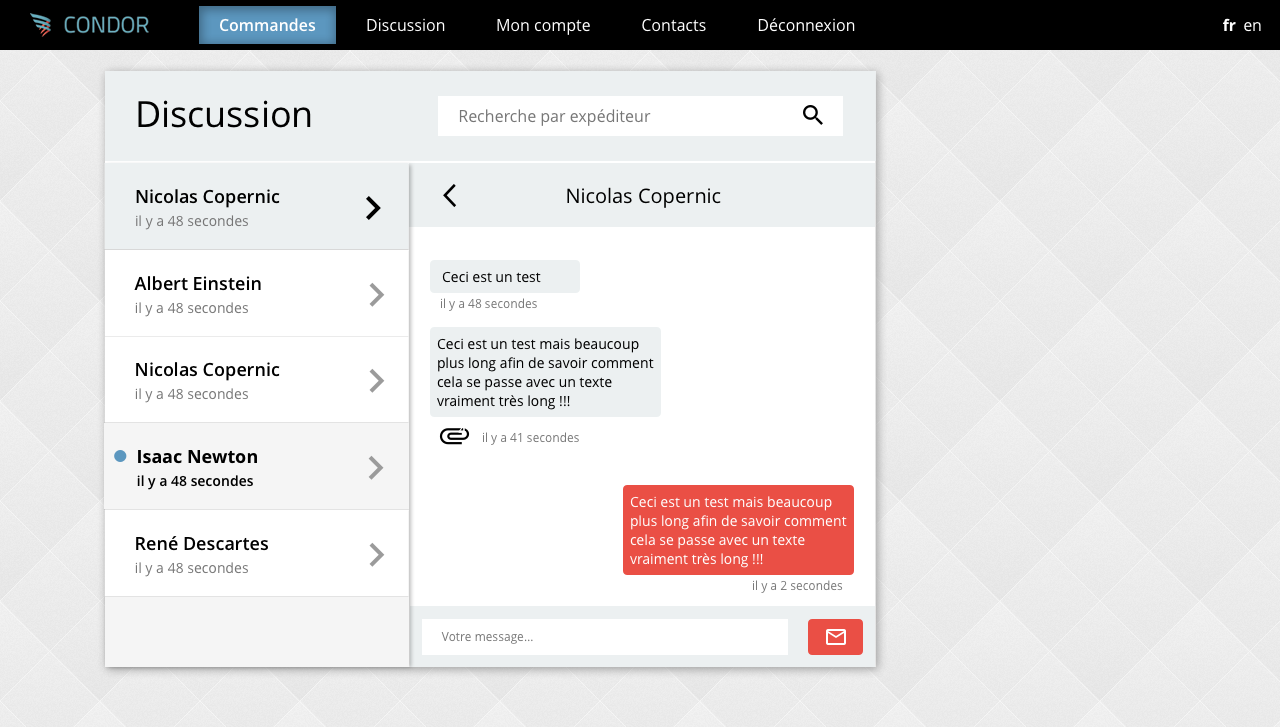 CONDOR
Commandes
Discussion
Mon compte
Contacts
Déconnexion
fr en
Discussion
Recherche par expéditeur
Nicolas Copernic
il y a 48 secondes
Albert Einstein
il y a 48 secondes
Nicolas Copernic
il y a 48 secondes
Isaac Newton
il y a 48 secondes
René Descartes
il y a 48 secondes
Nicolas Copernic
Ceci est un test
il y a 48 secondes
Ceci est un test mais beaucoup
plus long afin de savoir comment
cela se passe avec un texte
vraiment très long !!!
il y a 41 secondes
Ceci est un test mais beaucoup
plus long afin de savoir comment
cela se passe avec un texte
vraiment très long !!!
il y a 2 secondes
Votre message...